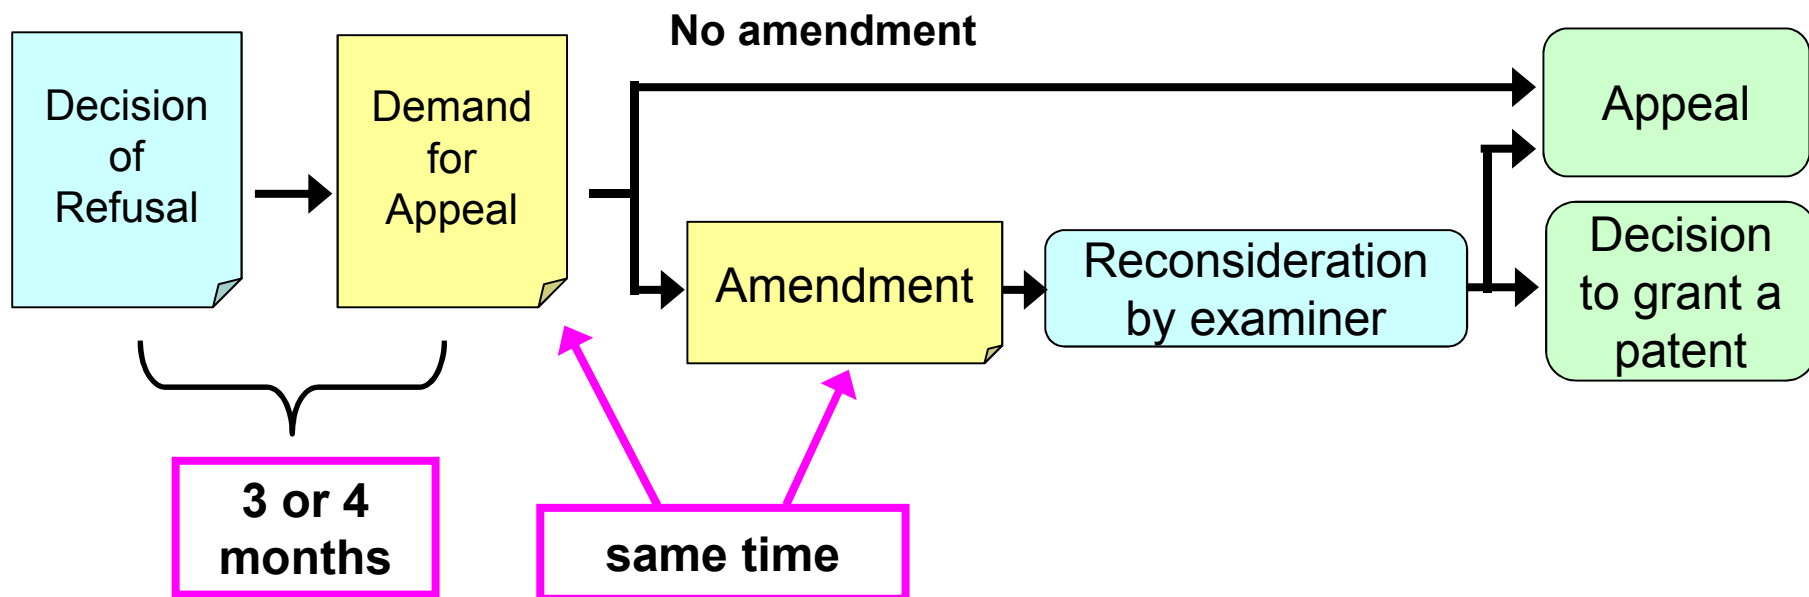 No amendment
Decision
of
Refusal
Demand
for
Appeal
Amendment
Reconsideration
by examiner
Appeal
Decision
to grant a
patent
3 or 4
months
same time